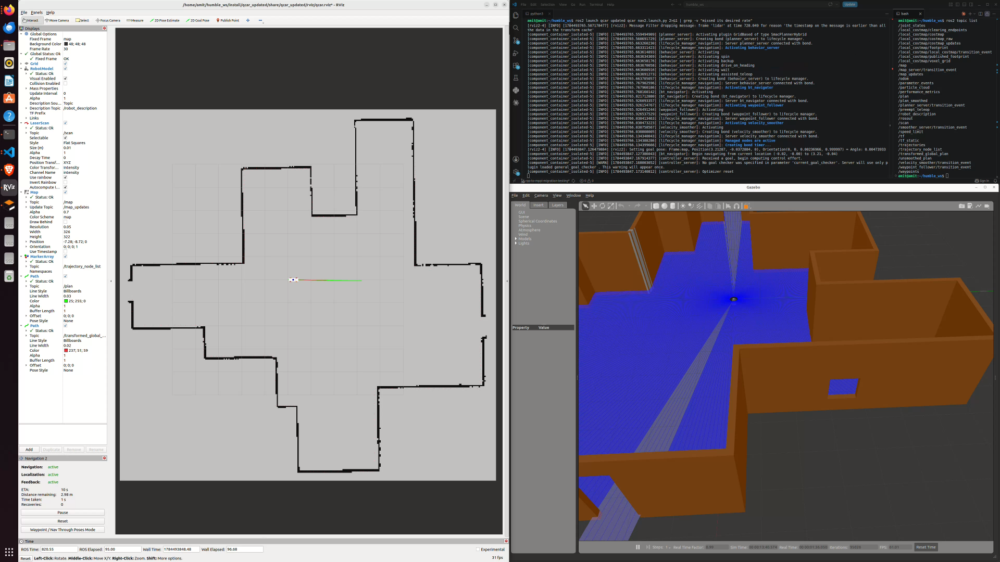 /home/amit/humble_ws/install/qcar_updated/share/qcar_updated/rviz/qcar.rviz* - RViz
File Panels Help
Interact Move Camera Select Focus Camera Measure 2D Pose Estimate 2D Goal Pose Publish Point
Displays
Global Options
Fixed Frame map
Background Color 48; 48; 48
Frame Rate 30
Global Status: Ok
Fixed Frame OK
Grid
RobotModel
Status: Ok
Visual Enabled
Collision Enabled
Mass Properties
Update Interval 0
Alpha 1
Description Sou... Topic
Description Topic /robot_description
TF Prefix
Links
LaserScan
Status: Ok
Topic /scan
Selectable
Style Flat Squares
Size (m) 0.01
Alpha 1
Decay Time 0
Position Transf... XYZ
Color Transfor... Intensity
Channel Name intensity
Use rainbow
Invert Rainbow
Autocompute I...
Map
Status: Ok
Topic /map
Update Topic /map_updates
Alpha 0.7
Color Scheme map
Draw Behind
Resolution 0.05
Width 326
Height 322
Position -7.28; -8.72; 0
Orientation 0; 0; 0; 1
Use Timestamp
MarkerArray
Status: Ok
Topic /trajectory_node_list
Namespaces
Path
Status: Ok
Topic /plan
Line Style Billboards
Line Width 0.03
Color 25; 255; 0
Alpha 1
Buffer Length 1
Offset 0; 0; 0
Pose Style None
Path
Status: Ok
Topic /transformed_global_...
Line Style Billboards
Line Width 0.02
Color 237; 51; 59
Alpha 1
Buffer Length 1
Offset 0; 0; 0
Pose Style None
Add Duplicate Remove Rename
Navigation 2
Navigation: active
Localization: active
Feedback: active
ETA: 10 s
Distance remaining: 2.98 m
Time taken: 1 s
Recoveries: 0
Pause
Reset
Waypoint / Nav Through Poses Mode
Time
ROS Time: 820.55 ROS Elapsed: 95.00 Wall Time: 1784493848.48 Wall Elapsed: 96.68 Experimental
Reset Left-Click: Rotate. Middle-Click: Move X/Y. Right-Click: Zoom. Shift: More options. 31 fps
File Edit Selection View Go Run Terminal Help humble_ws Update
python3
amit@amit:~/humble_ws$ ros2 launch qcar_updated qcar_nav2.launch.py 2>&1 | grep -v "missed its desired rate"
[rviz2-4] [INFO] [1784493765.507178477] [rviz2]: Message Filter dropping message: frame 'lidar' at time 728.049 for reason 'the timestamp on the message is earlier than all
the data in the transform cache'
[component_container_isolated-5] [INFO] [1784493765.559494909] [planner_server]: Activating plugin GridBased of type SmacPlannerHybrid
[component_container_isolated-5] [INFO] [1784493765.560691729] [planner_server]: Creating bond (planner_server) to lifecycle manager.
[component_container_isolated-5] [INFO] [1784493765.663260230] [lifecycle_manager_navigation]: Server planner_server connected with bond.
[component_container_isolated-5] [INFO] [1784493765.663311423] [lifecycle_manager_navigation]: Activating behavior_server
[component_container_isolated-5] [INFO] [1784493765.663614893] [behavior_server]: Activating
[component_container_isolated-5] [INFO] [1784493765.663634369] [behavior_server]: Activating spin
[component_container_isolated-5] [INFO] [1784493765.663658176] [behavior_server]: Activating backup
[component_container_isolated-5] [INFO] [1784493765.663670058] [behavior_server]: Activating drive_on_heading
[component_container_isolated-5] [INFO] [1784493765.663680916] [behavior_server]: Activating wait
[component_container_isolated-5] [INFO] [1784493765.663691273] [behavior_server]: Activating assisted_teleop
[component_container_isolated-5] [INFO] [1784493765.663705057] [behavior_server]: Creating bond (behavior_server) to lifecycle manager.
[component_container_isolated-5] [INFO] [1784493765.767902596] [lifecycle_manager_navigation]: Server behavior_server connected with bond.
[component_container_isolated-5] [INFO] [1784493765.767960186] [lifecycle_manager_navigation]: Activating bt_navigator
[component_container_isolated-5] [INFO] [1784493765.768160142] [bt_navigator]: Activating
[component_container_isolated-5] [INFO] [1784493765.821712880] [bt_navigator]: Creating bond (bt_navigator) to lifecycle manager.
[component_container_isolated-5] [INFO] [1784493765.926093357] [lifecycle_manager_navigation]: Server bt_navigator connected with bond.
[component_container_isolated-5] [INFO] [1784493765.926154767] [lifecycle_manager_navigation]: Activating waypoint_follower
[component_container_isolated-5] [INFO] [1784493765.926491244] [waypoint_follower]: Activating
[component_container_isolated-5] [INFO] [1784493765.926537529] [waypoint_follower]: Creating bond (waypoint_follower) to lifecycle manager.
[component_container_isolated-5] [INFO] [1784493766.030413463] [lifecycle_manager_navigation]: Server waypoint_follower connected with bond.
[component_container_isolated-5] [INFO] [1784493766.030473223] [lifecycle_manager_navigation]: Activating velocity_smoother
[component_container_isolated-5] [INFO] [1784493766.030758567] [velocity_smoother]: Activating
[component_container_isolated-5] [INFO] [1784493766.030800005] [velocity_smoother]: Creating bond (velocity_smoother) to lifecycle manager.
[component_container_isolated-5] [INFO] [1784493766.134340043] [lifecycle_manager_navigation]: Server velocity_smoother connected with bond.
[component_container_isolated-5] [INFO] [1784493766.134388286] [lifecycle_manager_navigation]: Managed nodes are active
[component_container_isolated-5] [INFO] [1784493766.134399666] [lifecycle_manager_navigation]: Creating bond timer...
[rviz2-4] [INFO] [1784493847.126479884] [rviz2]: Setting goal pose: Frame:map, Position(3.21287, -0.0372884, 0), Orientation(0, 0, 0.00236966, 0.999997) = Angle: 0.00473933
[component_container_isolated-5] [INFO] [1784493847.127386043] [bt_navigator]: Begin navigating from current location (-0.02, -0.00) to (3.21, -0.04)
[component_container_isolated-5] [INFO] [1784493847.167914377] [controller_server]: Received a goal, begin computing control effort.
[component_container_isolated-5] [WARN] [1784493847.168003052] [controller_server]: No goal checker was specified in parameter 'current_goal_checker'. Server will use only p
lugin loaded general_goal_checker . This warning will appear once
[component_container_isolated-5] [INFO] [1784493847.173140812] [controller_server]: Optimizer reset
bash
amit@amit:~/humble_ws$ ros2 topic list
/joint_states
/local_costmap/clearing_endpoints
/local_costmap/costmap
/local_costmap/costmap_raw
/local_costmap/costmap_updates
/local_costmap/footprint
/local_costmap/local_costmap/transition_event
/local_costmap/published_footprint
/local_costmap/voxel_grid
/map
/map_server/transition_event
/map_updates
/odom
/parameter_events
/particle_cloud
/performance_metrics
/plan
/plan_smoothed
/planner_server/transition_event
/preempt_teleop
/robot_description
/rosout
/scan
/smoother_server/transition_event
/speed_limit
/tf
/tf_static
/trajectories
/trajectory_node_list
/transformed_global_plan
/unsmoothed_plan
/velocity_smoother/transition_event
/waypoint_follower/transition_event
/waypoints
amit@amit:~/humble_ws$
rpp-to-mppi-migration-testing* 0 0 Sign In
Gazebo
File Edit Camera View Window Help
World Insert Layers
GUI
Scene
Spherical Coordinates
Physics
Atmosphere
Wind
Models
Lights
Property Value
Steps: 1 Real Time Factor: 0.99 Sim Time: 00 00:13:40.574 Real Time: 00 00:01:36.050 Iterations: 95026 FPS: 61.01 Reset Time